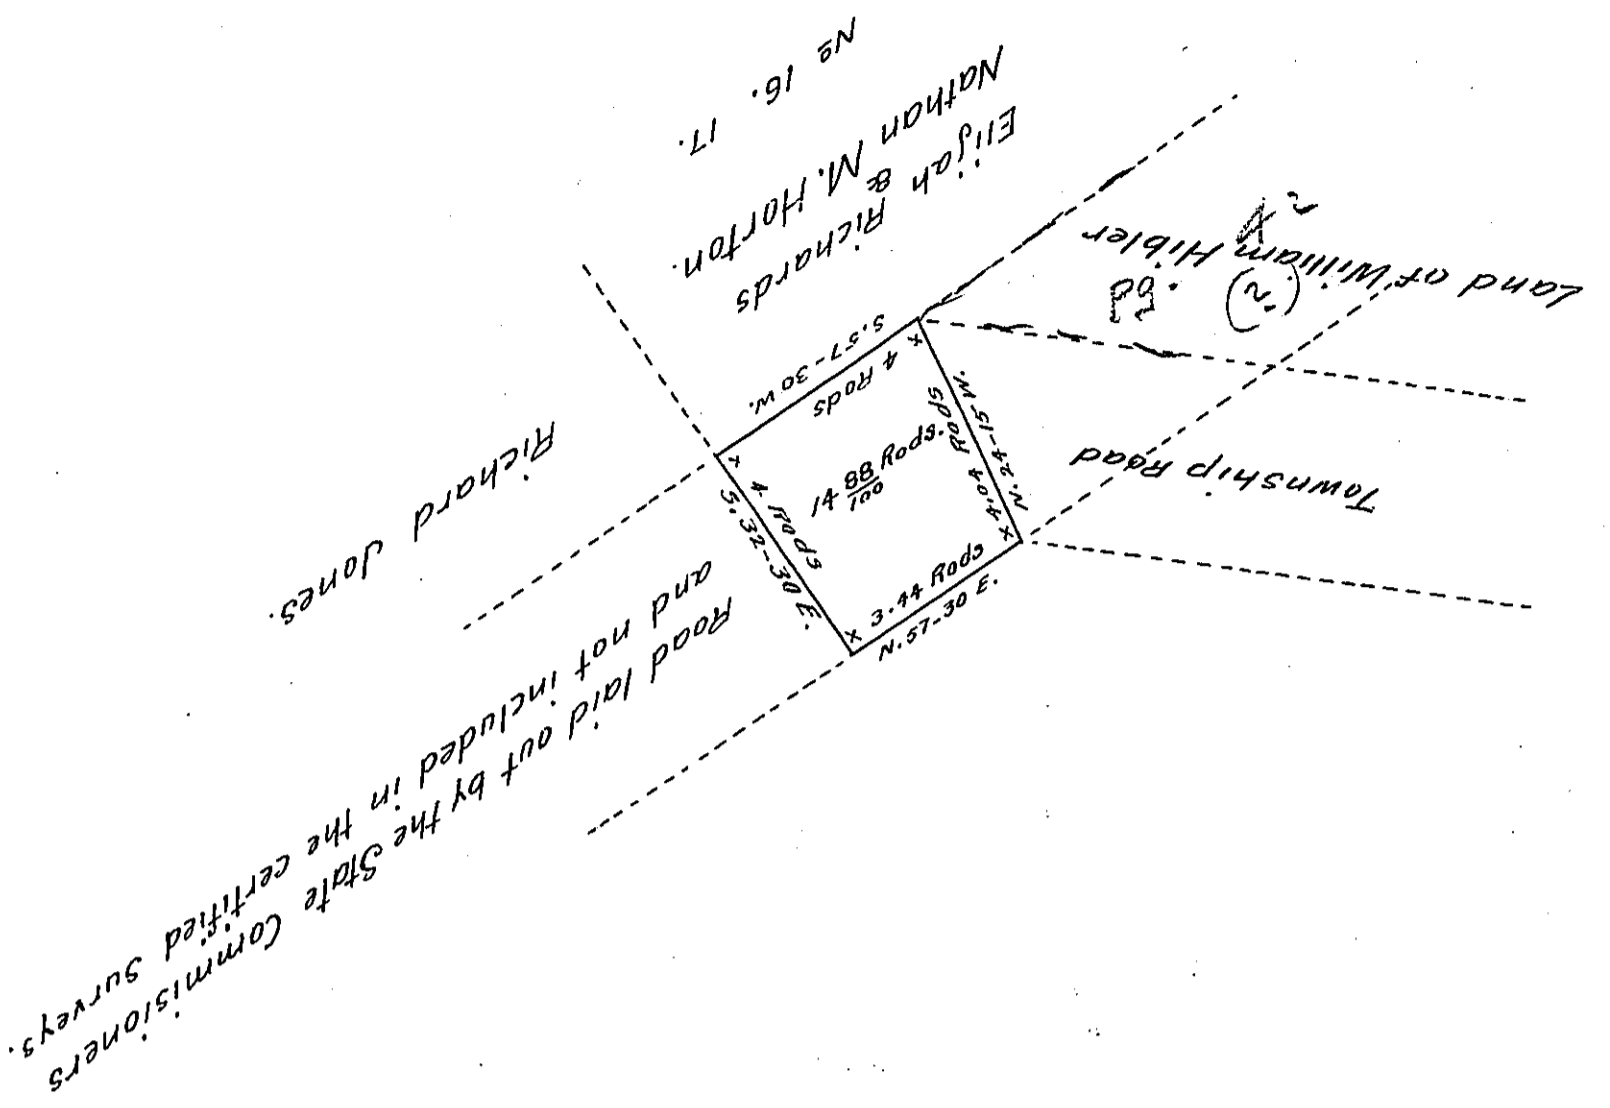 Nº 16. 17.
Elijah & Richards
Nathan M. Horton.
Land of William Hibler
Pg. (2)
Richard Jones.
Township Road
S. 57-30 W.
4 Rods
N. 24-15 W.
4.04 Rods
14 88/100 Rods.
4 Rods
S. 32-30 E.
3.44 Rods
N. 57-30 E.
Road laid out by the State Commisioners
and not included in the certified surveys.